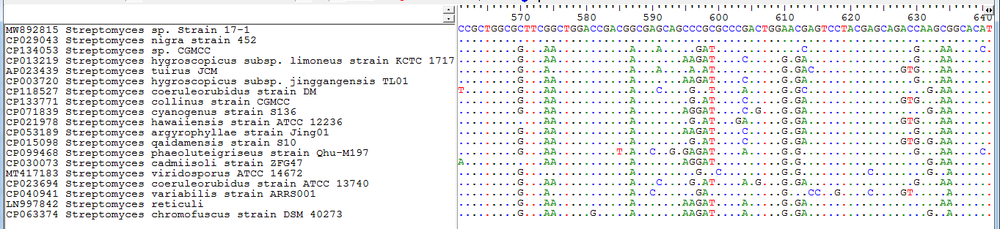 570 580 590 600 610 620 630 640
MW892815 Streptomyces sp. Strain 17-1 CCGCTGGCGCTTCGGCTGGACCGACGGCGAGCAGCCCGCGCCCGACTGGAACGAGTCCTACGAGCAGACCAAGCGGCACAT
CP029043 Streptomyces nigra strain 452 ................................................................................
CP134053 Streptomyces sp. CGMCC .........G...AA...........A...A.....GAT.............C................G...AA....C
CP013219 Streptomyces hygroscopicus subsp. limoneus strain KCTC 1717 .........G...AA...........A.......AAGAT....C.....G.GA................G...AA.....
AP023439 Streptomyces tuirus JCM .........G...A............A...A....A.AT..........G.GAC.............GTG...AA.....
CP003720 Streptomyces hygroscopicus subsp. jinggangensis TL01 .........G...AA...........A.......AAGAT....C.....G.GA................G...AA.....
CP118527 Streptomyces coeruleorubidus strain DM T........G...AA...........A...C....G..T....A.....G.GC..................G.AA.....
CP133771 Streptomyces collinus strain CGMCC .........G...AA...........A........G.AT....C.....G.GA..............GTG...AA.....
CP071839 Streptomyces cyanogenus strain S136 .........G...AA...........A.......AGGAT....C.G...G.GA..................G.AA.....
CP021978 Streptomyces hawaiiensis strain ATCC 12236 .........G...AA...........A........G.AT...GA.....G.GA..............GTG...AA.....
CP053189 Streptomyces argyrophyllae strain Jing01 .........G...AA...........A.......AAGAT....C.....G.GA................G...AA.....
CP015098 Streptomyces qaidamensis strain S10 .........G...AA...........A........G.AT....C.....G.GA..............GTG.G.AA.....
CP099468 Streptomyces phaeoluteigriseus strain Qhu-M197 .........G...AA.........T.A..C..G.GAGAT....A.....G.G.................G...AA....C
CP030073 Streptomyces cadmiisoli strain ZFG47 A........G...AA...........A.......AGGAT..........G.G...................G.AA.....
MT417183 Streptomyces viridosporus ATCC 14672 .........G................A.........G..C.........G.G..........C........G..A.....
CP023694 Streptomyces coeruleorubidus strain ATCC 13740 .........G...AA...........A...C....G.AT....A.G...G.GA................G...AA.....
CP040941 Streptomyces variabilis strain ARRS001 .........G...AA...........A..C......GA...........G...CC..G....C....GT.....A.....
LN997842 Streptomyces reticuli .........G...AA...........A.......AAGAT....A.....G.GA....................AA.....
CP063374 Streptomyces chromofuscus strain DSM 40273 .........G...AA.....G.....A.......AAGAT....A.....G.GA..................G..A.....